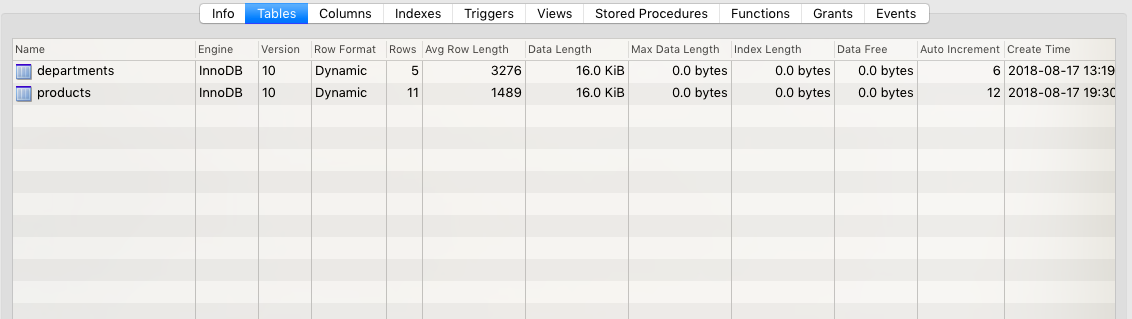 Info Tables Columns Indexes Triggers Views Stored Procedures Functions Grants Events
Name Engine Version Row Format Rows Avg Row Length Data Length Max Data Length Index Length Data Free Auto Increment Create Time
departments InnoDB 10 Dynamic 5 3276 16.0 KiB 0.0 bytes 0.0 bytes 0.0 bytes 6 2018-08-17 13:19
products InnoDB 10 Dynamic 11 1489 16.0 KiB 0.0 bytes 0.0 bytes 0.0 bytes 12 2018-08-17 19:30